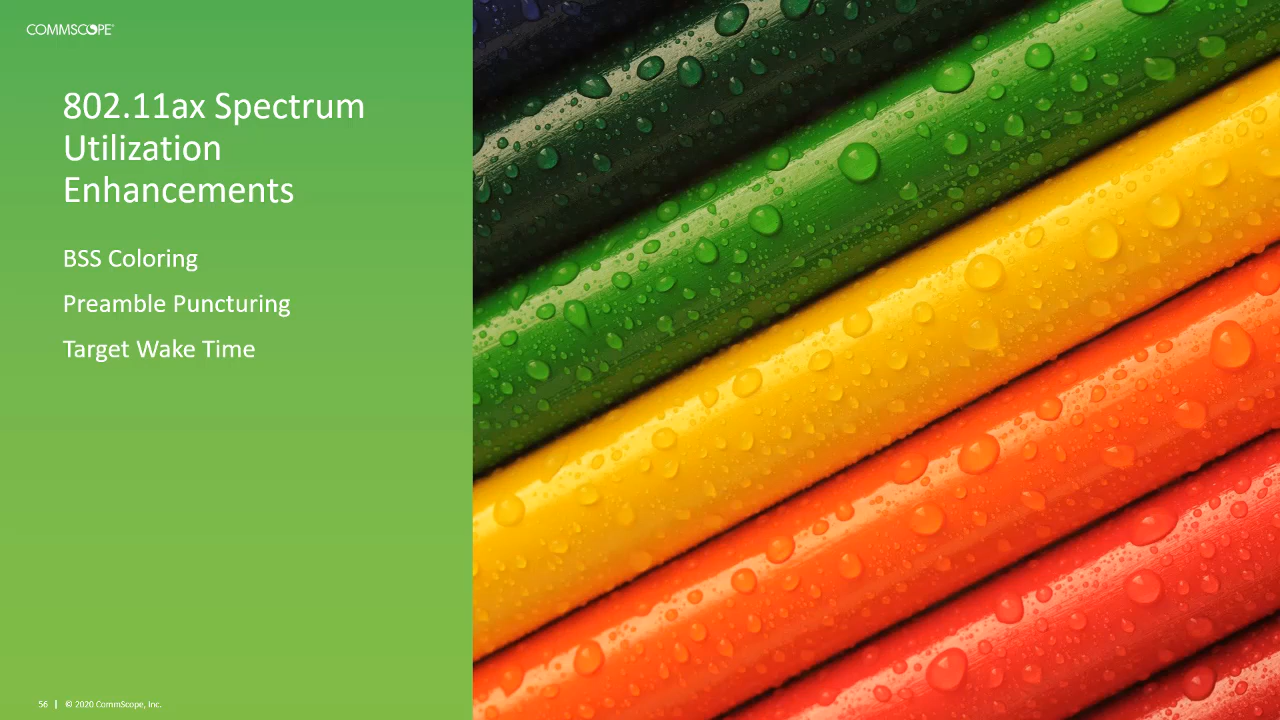 COMMSCOPE®
802.11ax Spectrum
Utilization
Enhancements
BSS Coloring
Preamble Puncturing
Target Wake Time
56 | © 2020 CommScope, Inc.